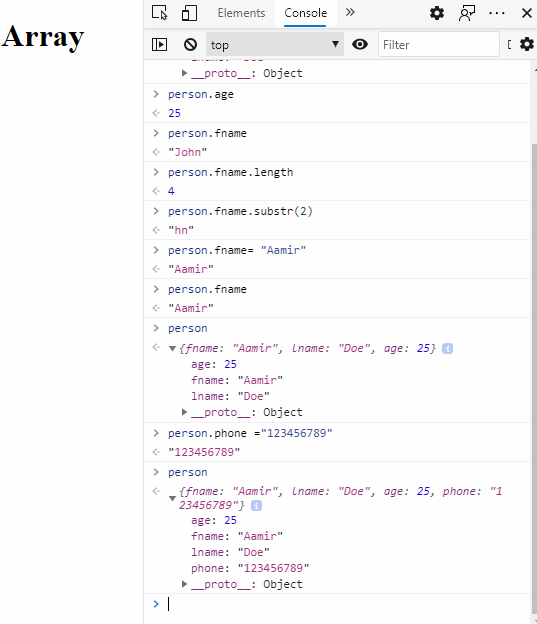 Array
Elements Console
top Filter
__proto__: Object
person.age
25
person.fname
"John"
person.fname.length
4
person.fname.substr(2)
"hn"
person.fname= "Aamir"
"Aamir"
person.fname
"Aamir"
person
{fname: "Aamir", lname: "Doe", age: 25}
age: 25
fname: "Aamir"
lname: "Doe"
__proto__: Object
person.phone ="123456789"
"123456789"
person
{fname: "Aamir", lname: "Doe", age: 25, phone: "1
23456789"}
age: 25
fname: "Aamir"
lname: "Doe"
phone: "123456789"
__proto__: Object